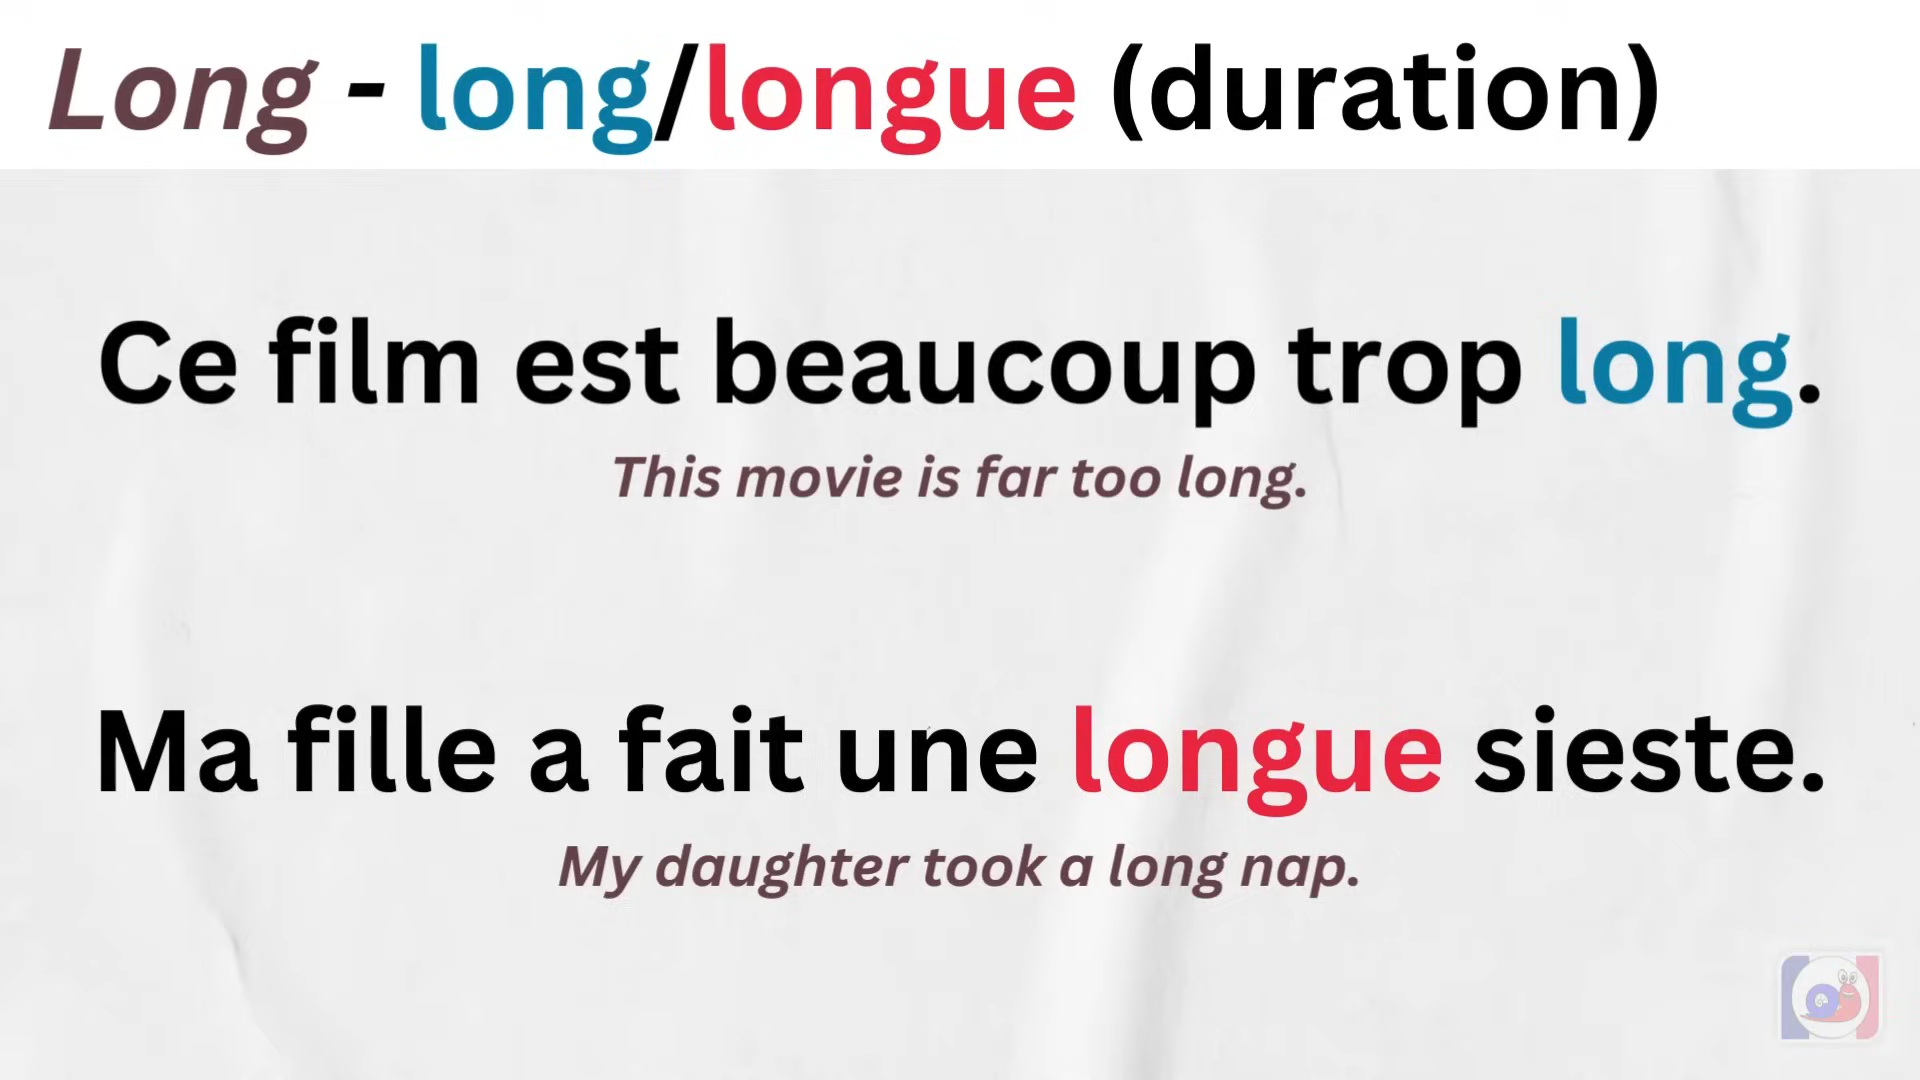 Long - long/longue (duration)
Ce film est beaucoup trop long.
This movie is far too long.
Ma fille a fait une longue sieste.
My daughter took a long nap.